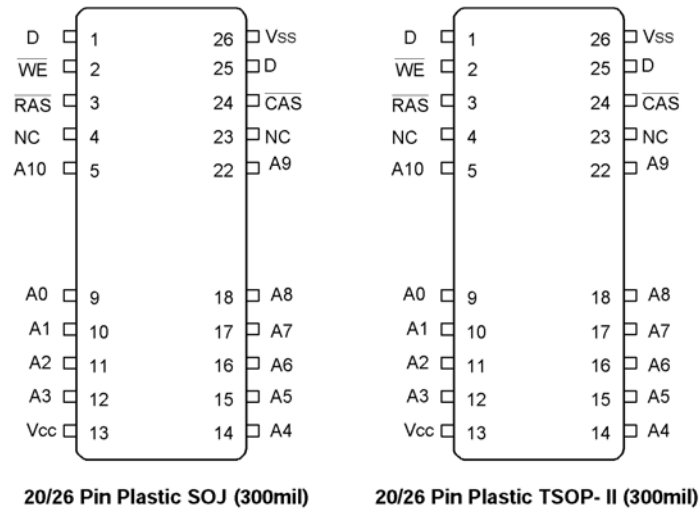 D 1 26 Vss
WE 2 25 D
RAS 3 24 CAS
NC 4 23 NC
A10 5 22 A9
A0 9 18 A8
A1 10 17 A7
A2 11 16 A6
A3 12 15 A5
Vcc 13 14 A4
20/26 Pin Plastic SOJ (300mil)
D 1 26 Vss
WE 2 25 D
RAS 3 24 CAS
NC 4 23 NC
A10 5 22 A9
A0 9 18 A8
A1 10 17 A7
A2 11 16 A6
A3 12 15 A5
Vcc 13 14 A4
20/26 Pin Plastic TSOP- II (300mil)